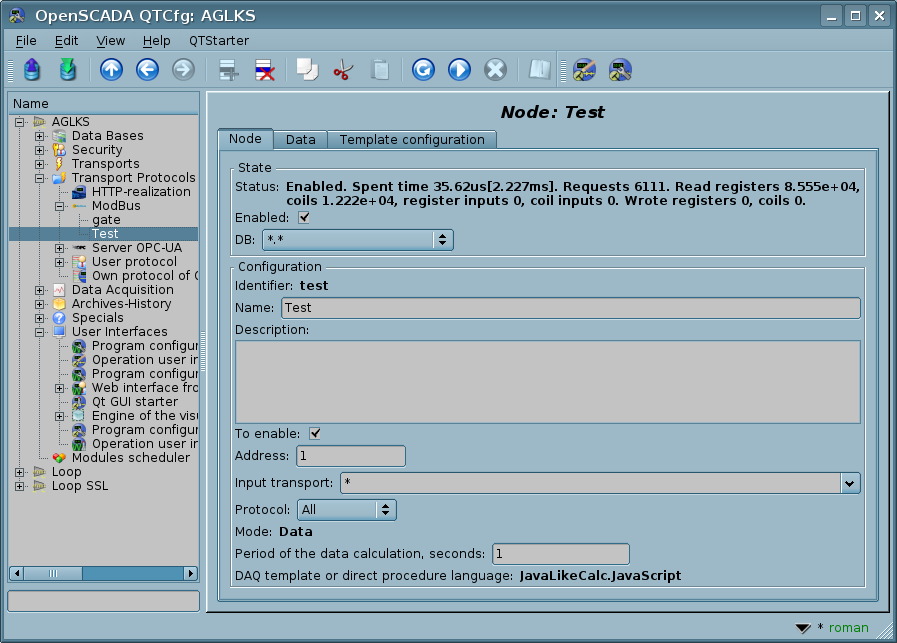 OpenSCADA QTCfg: AGLKS
File Edit View Help QTStarter
Name
AGLKS
Data Bases
Security
Transports
Transport Protocols
HTTP-realization
ModBus
gate
Test
Server OPC-UA
User protocol
Own protocol of
Data Acquisition
Archives-History
Specials
User Interfaces
Program configur
Operation user in
Program configur
Web interface fro
Qt GUI starter
Engine of the visu
Program configur
Operation user in
Modules scheduler
Loop
Loop SSL
Node: Test
Node Data Template configuration
State
Status: Enabled. Spent time 35.62us[2.227ms]. Requests 6111. Read registers 8.555e+04,
coils 1.222e+04, register inputs 0, coil inputs 0. Wrote registers 0, coils 0.
Enabled:
DB: *.*
Configuration
Identifier: test
Name: Test
Description:
To enable:
Address: 1
Input transport: *
Protocol: All
Mode: Data
Period of the data calculation, seconds: 1
DAQ template or direct procedure language: JavaLikeCalc.JavaScript
* roman